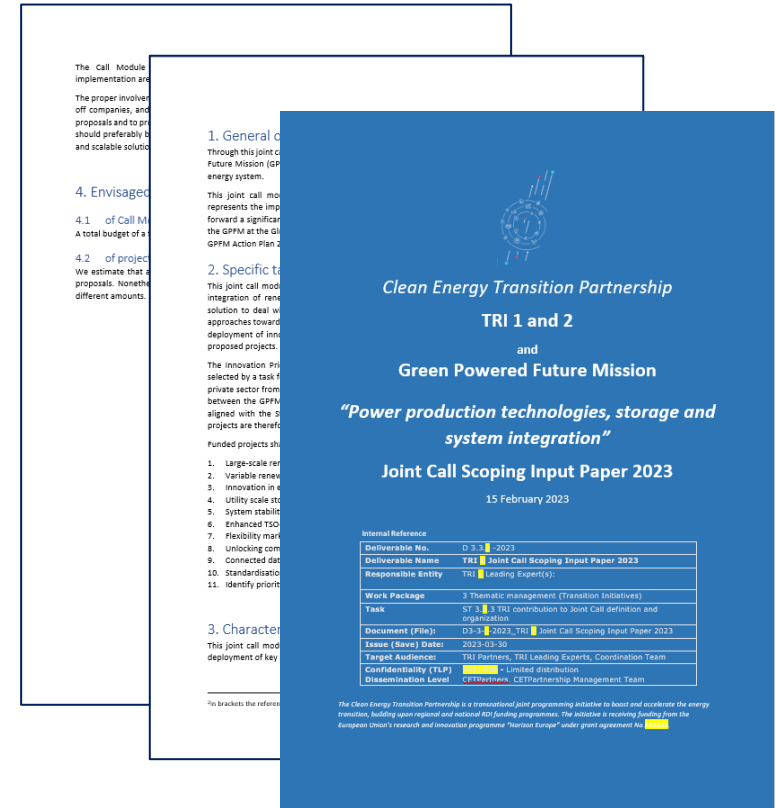 The Call Module
implementation are
The proper involve
off companies, and
proposals and to pr
should preferably b
and scalable solutio
4. Envisaged
4.1 of Call M
A total budget of a
4.2 of project
We estimate that a
proposals. Nonethe
different amounts.
1. General o
Through this joint c
Future Mission (GP
energy system.
This joint call mo
represents the imp
forward a significan
the GPFM at the Gl
GPFM Action Plan 2
2. Specific ta
This joint call modu
integration of rene
solution to deal wi
approaches toward
deployment of inno
proposed projects.
The Innovation Pri
selected by a task f
private sector from
between the GPFM
aligned with the S
projects are therefo
Funded projects sha
1. Large-scale ren
2. Variable renew
3. Innovation in e
4. Utility scale sto
5. System stabilit
6. Enhanced TSO
7. Flexibility mark
8. Unlocking com
9. Connected dat
10. Standardisatio
11. Identify priorit
3. Character
This joint call mod
deployment of key
2In brackets the referen
Clean Energy Transition Partnership
TRI 1 and 2
and
Green Powered Future Mission
“Power production technologies, storage and
system integration”
Joint Call Scoping Input Paper 2023
15 February 2023
Internal Reference
Deliverable No. D 3.3. -2023
Deliverable Name TRI Joint Call Scoping Input Paper 2023
Responsible Entity TRI Leading Expert(s):
Work Package 3 Thematic management (Transition Initiatives)
Task ST 3. .3 TRI contribution to Joint Call definition and
organization
Document (File): D3-3- -2023_TRI Joint Call Scoping Input Paper 2023
Issue (Save) Date: 2023-03-30
Target Audience: TRI Partners, TRI Leading Experts, Coordination Team
Confidentiality (TLP) - Limited distribution
Dissemination Level CETPartners, CETPartnership Management Team
The Clean Energy Transition Partnership is a transnational joint programming initiative to boost and accelerate the energy
transition, building upon regional and national RDI funding programmes. The initiative is receiving funding from the
European Union's research and innovation programme “Horizon Europe” under grant agreement No